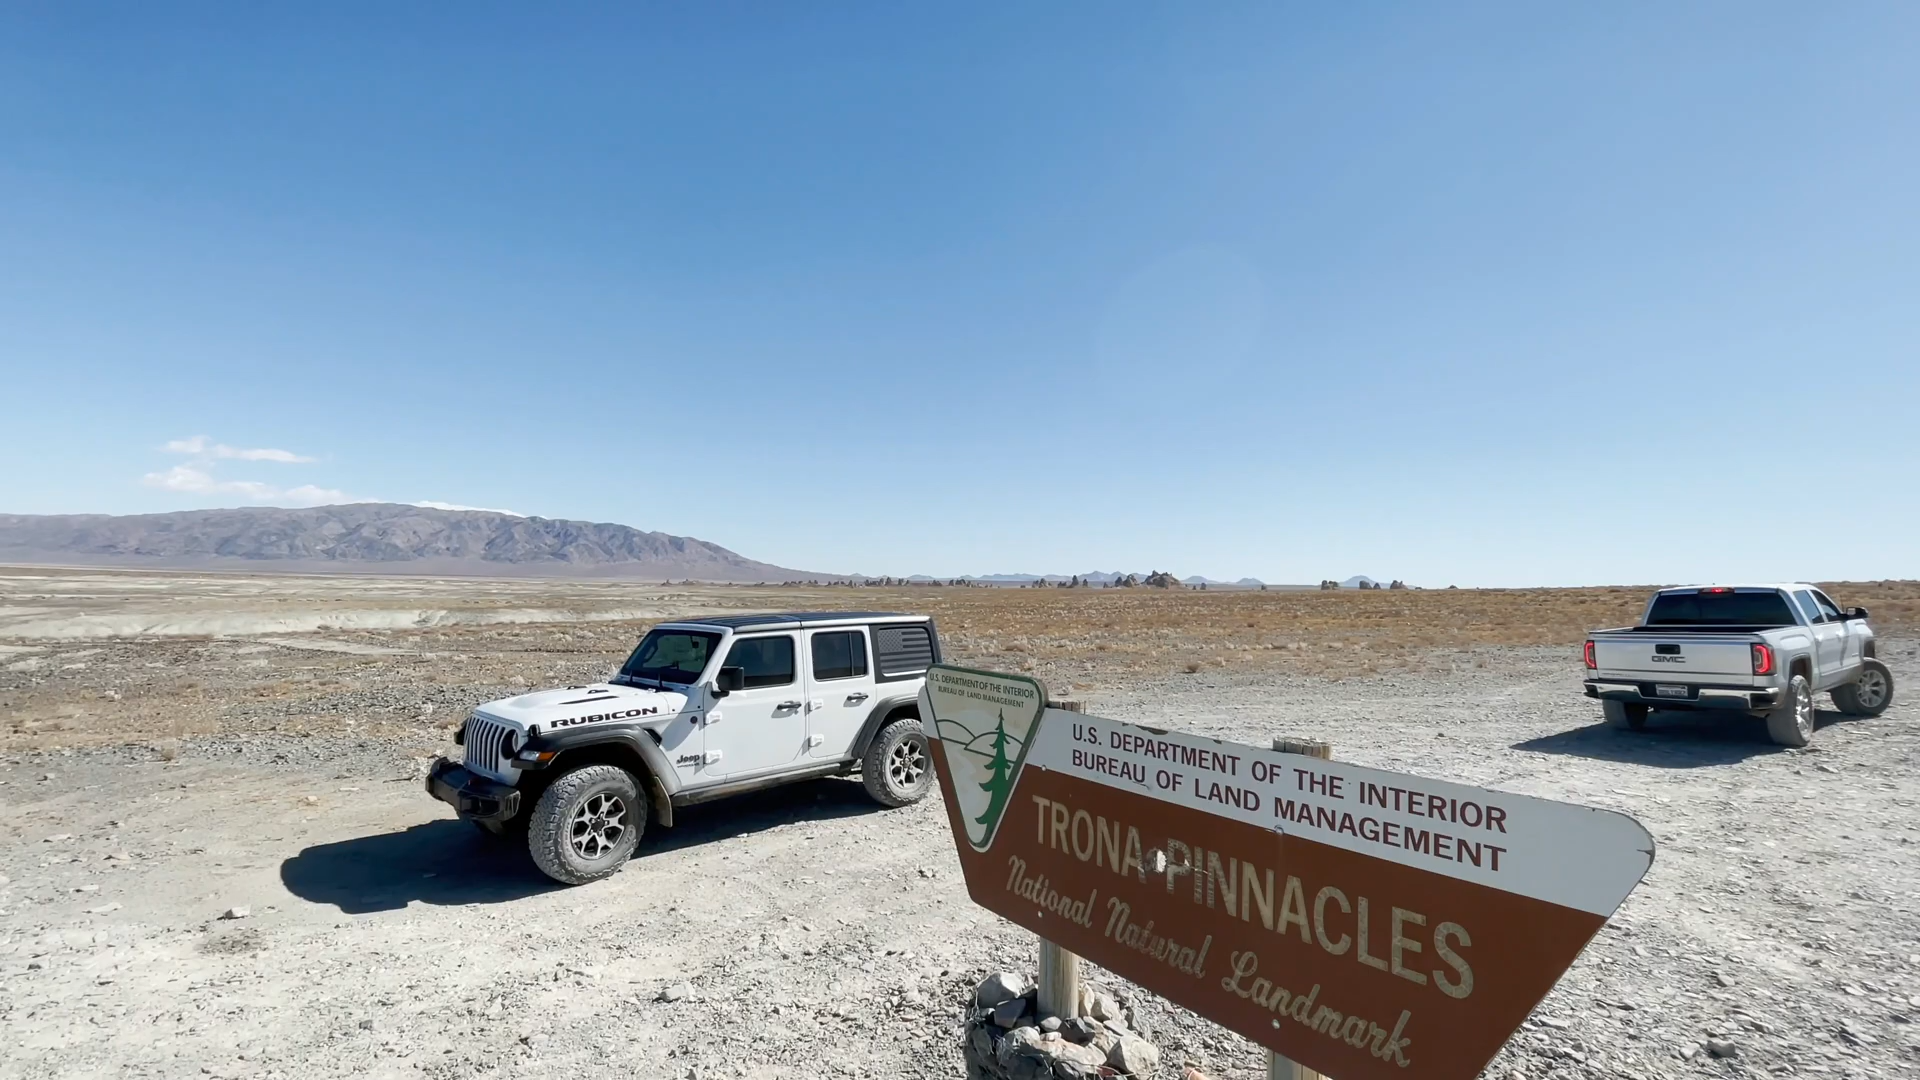 RUBICON
Jeep
GMC
U.S. DEPARTMENT OF THE INTERIOR
BUREAU OF LAND MANAGEMENT
U.S. DEPARTMENT OF THE INTERIOR
BUREAU OF LAND MANAGEMENT
TRONA PINNACLES
National Natural Landmark